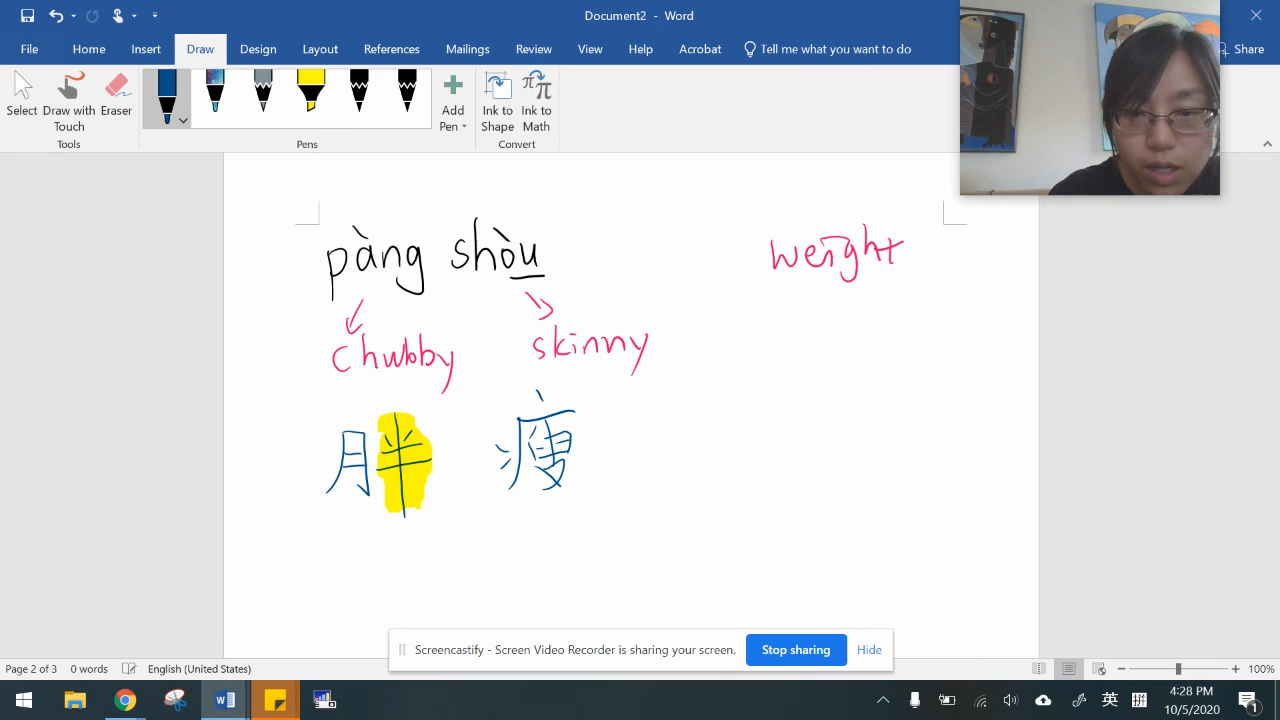 Document2 - Word
File Home Insert Draw Design Layout References Mailings Review View Help Acrobat Tell me what you want to do Share
Select Draw with Touch Eraser Add Pen Ink to Shape Ink to Math
Tools Pens Convert
pàng shòu weight
chubby skinny
胖 瘦
Screencastify - Screen Video Recorder is sharing your screen. Stop sharing Hide
Page 2 of 3 0 words English (United States) 100%
英 拼 4:28 PM
10/5/2020 1